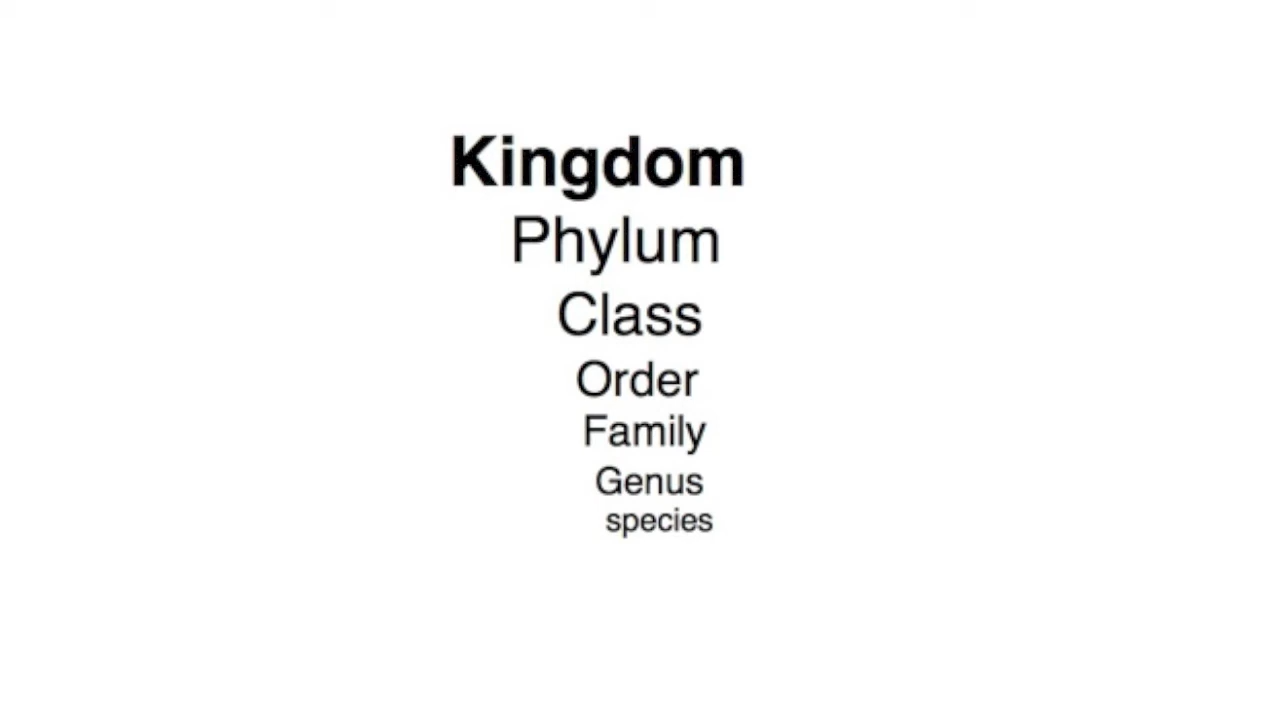 Kingdom
Phylum
Class
Order
Family
Genus
species